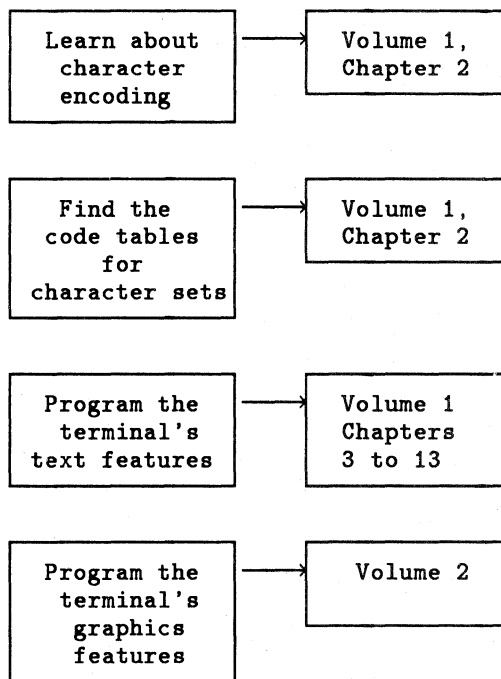 Learn about
character
encoding
Volume 1,
Chapter 2
Find the
code tables
for
character sets
Volume 1,
Chapter 2
Program the
terminal's
text features
Volume 1
Chapters
3 to 13
Program the
terminal's
graphics
features
Volume 2